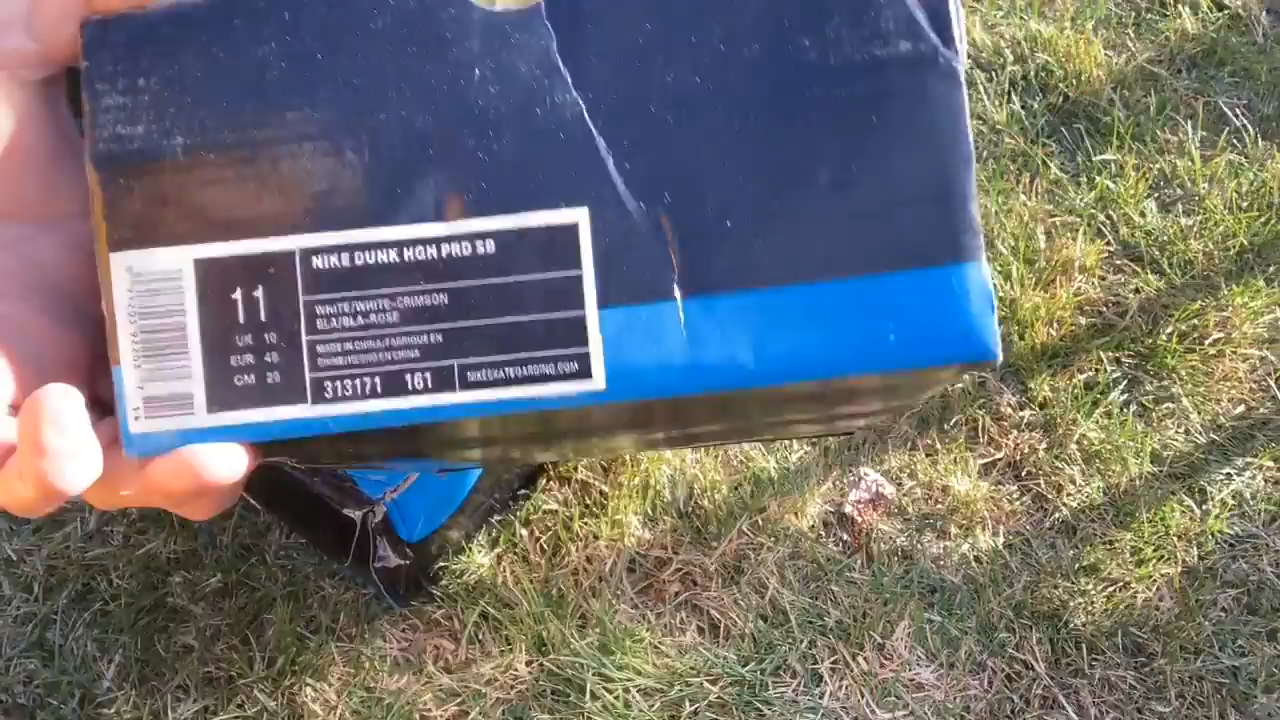 11
UK 10
EUR 45
CM 29
NIKE DUNK HGH PRD SB
WHITE/WHITE-CRIMSON
BLA/BLA-ROSE
MADE IN CHINA/FABRIQUE EN
CHINE/HECHO EN CHINA
313171 161
NIKESKATEBOARDING.COM